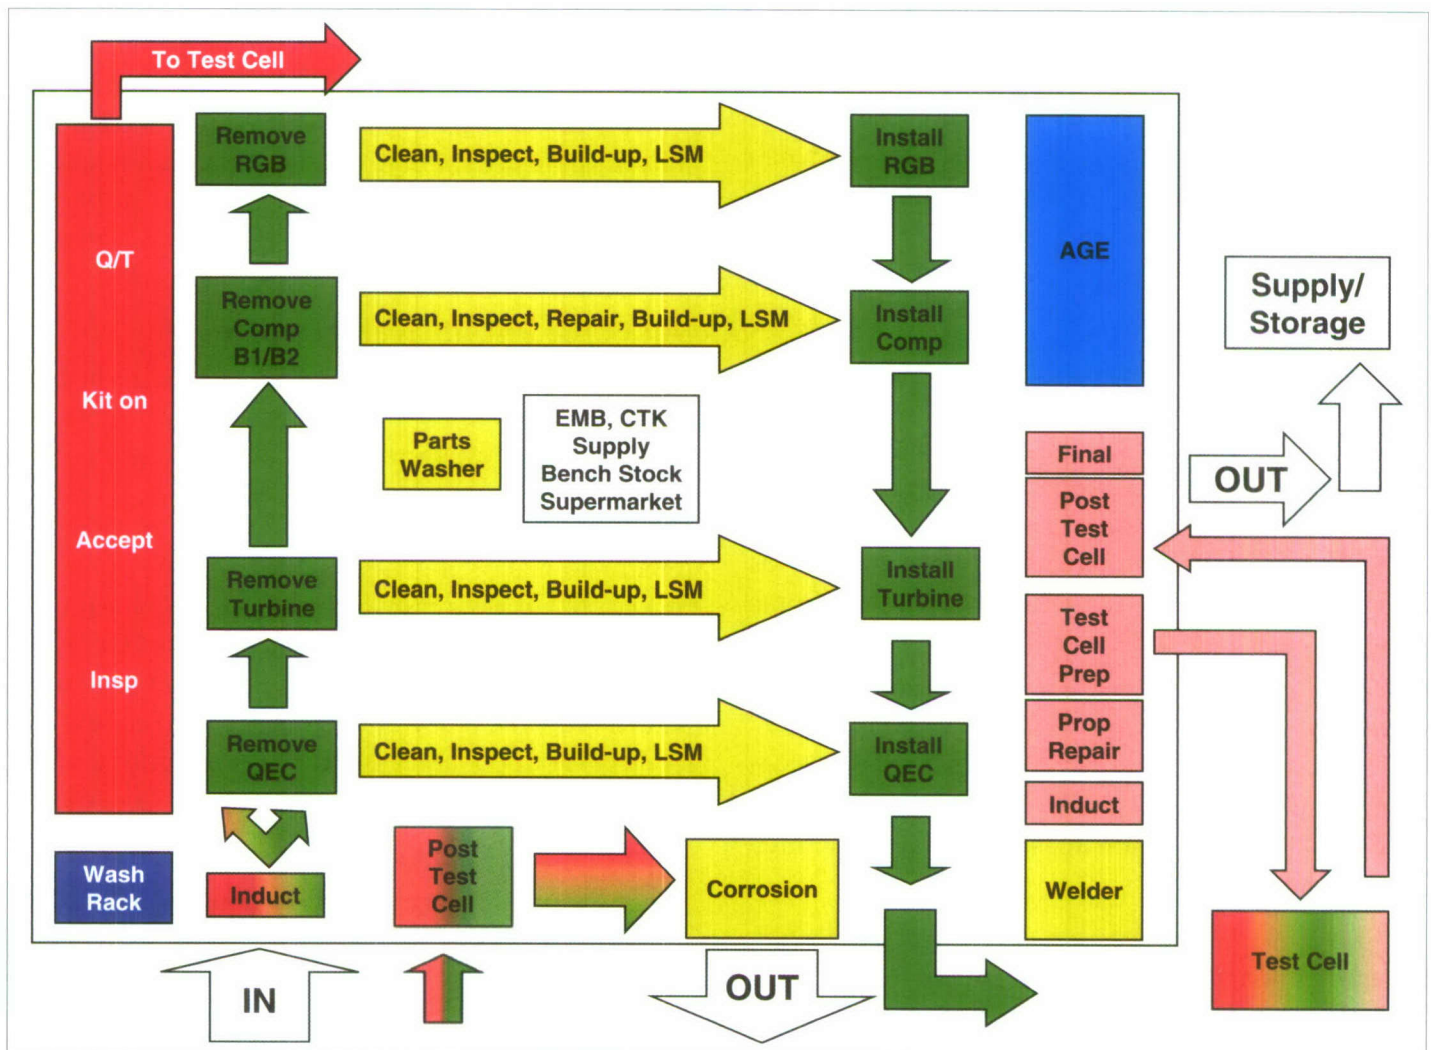 To Test Cell
Q/T
Kit on
Accept
Insp
Wash
Rack
Remove
RGB
Remove
Comp
B1/B2
Remove
Turbine
Remove
QEC
Induct
IN
Clean, Inspect, Build-up, LSM
Clean, Inspect, Repair, Build-up, LSM
Parts
Washer
EMB, CTK
Supply
Bench Stock
Supermarket
Clean, Inspect, Build-up, LSM
Clean, Inspect, Build-up, LSM
Post
Test
Cell
Corrosion
OUT
Install
RGB
Install
Comp
Install
Turbine
Install
QEC
AGE
Final
Post
Test
Cell
Test
Cell
Prep
Prop
Repair
Induct
Welder
Supply/
Storage
OUT
Test Cell